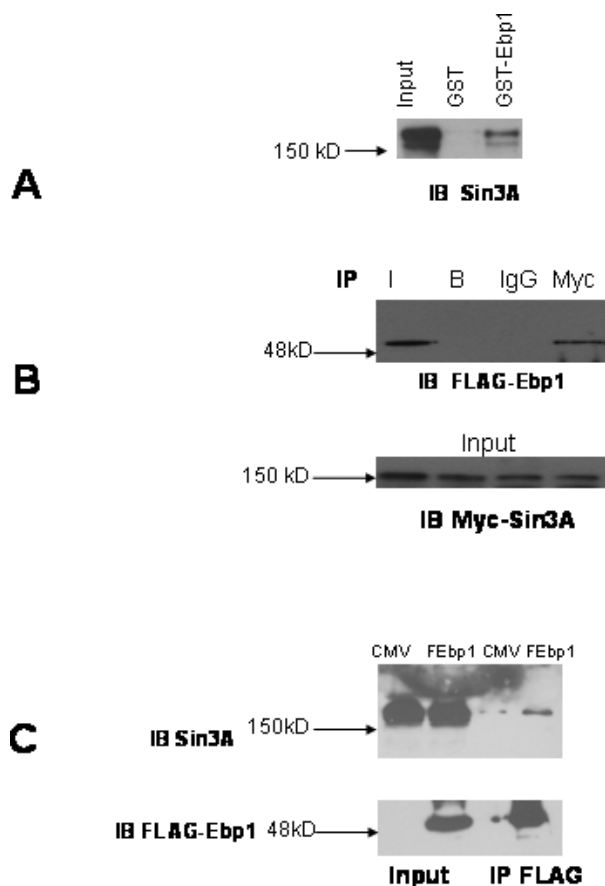 Input GST GST-Ebp1
150 kD
A
IB Sin3A
IP I B IgG Myc
48kD
IB FLAG-Ebp1
B
Input
150 kD
IB Myc-Sin3A
CMV FEbp1 CMV FEbp1
C
IB Sin3A 150kD
IB FLAG-Ebp1 48kD
Input IP FLAG